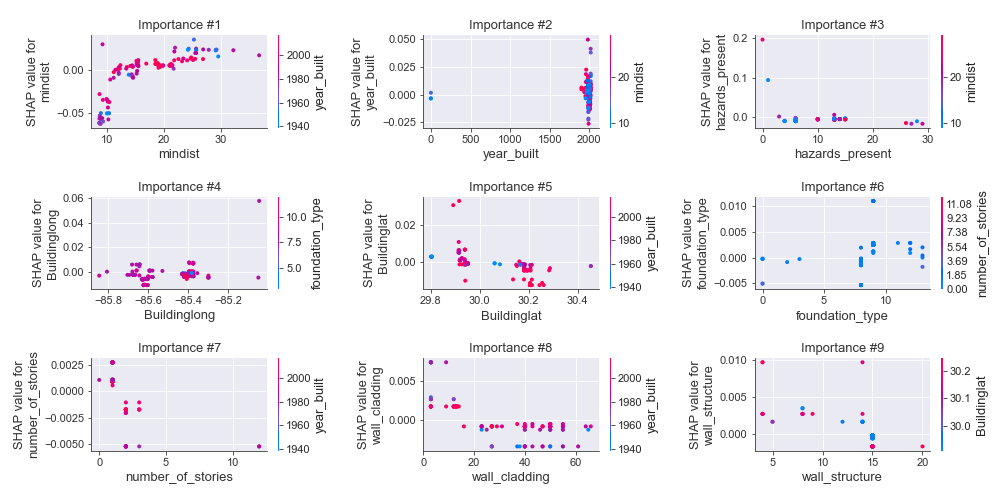 Importance #1
SHAP value for
mindist
0.00
−0.05
10
20
30
mindist
2000
1980
1960
1940
year_built
Importance #2
SHAP value for
year_built
0.050
0.025
0.000
−0.025
0
500
1000
1500
2000
year_built
20
10
mindist
Importance #3
SHAP value for
hazards_present
0.2
0.1
0.0
0
10
20
30
hazards_present
20
10
mindist
Importance #4
SHAP value for
Buildinglong
0.06
0.04
0.02
0.00
−85.8
−85.6
−85.4
−85.2
Buildinglong
10.0
7.5
5.0
foundation_type
Importance #5
SHAP value for
Buildinglat
0.02
0.00
29.8
30.0
30.2
30.4
Buildinglat
2000
1980
1960
1940
year_built
Importance #6
SHAP value for
foundation_type
0.010
0.005
0.000
−0.005
0
5
10
foundation_type
11.08
9.23
7.38
5.54
3.69
1.85
0.00
number_of_stories
Importance #7
SHAP value for
number_of_stories
0.0025
0.0000
−0.0025
−0.0050
0
5
10
number_of_stories
2000
1980
1960
1940
year_built
Importance #8
SHAP value for
wall_cladding
0.005
0.000
0
20
40
60
wall_cladding
2000
1980
1960
1940
year_built
Importance #9
SHAP value for
wall_structure
0.010
0.005
0.000
5
10
15
20
wall_structure
30.2
30.1
30.0
Buildinglat